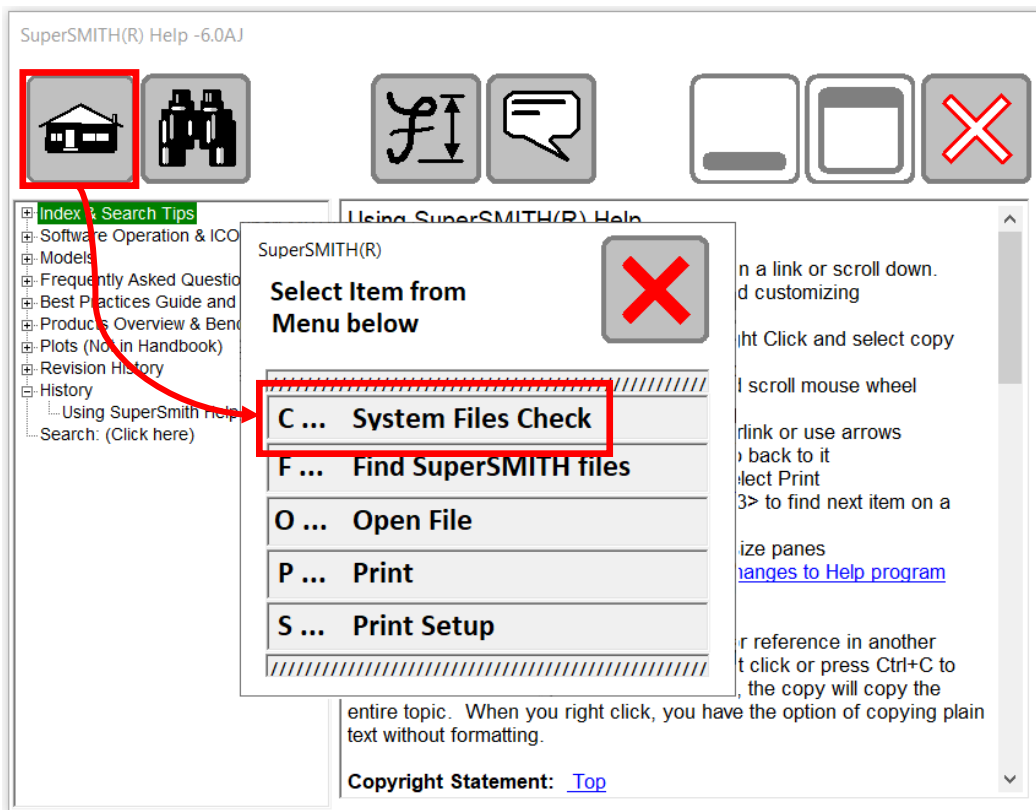 SuperSMITH(R) Help -6.0AJ
Index & Search Tips
Software Operation & ICO
Models
Frequently Asked Questio
Best Practices Guide and
Products Overview & Ben
Plots (Not in Handbook)
Revision History
History
Using SuperSmith Help
Search: (Click here)
Using SuperSMITH(R) Help
n a link or scroll down.
d customizing
ht Click and select copy
d scroll mouse wheel
rlink or use arrows
o back to it
elect Print
3> to find next item on a
size panes
hanges to Help program
or reference in another
t click or press Ctrl+C to
, the copy will copy the
entire topic. When you right click, you have the option of copying plain
text without formatting.
Copyright Statement: Top
SuperSMITH(R)
Select Item from
Menu below
C ... System Files Check
F ... Find SuperSMITH files
O ... Open File
P ... Print
S ... Print Setup